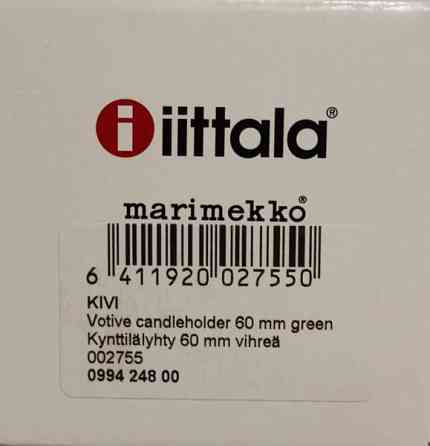 iittala®
marimekko®
6 411920 027550
KIVI
Votive candleholder 60 mm green
Kynttilälyhty 60 mm vihreä
002755
0994 248 00